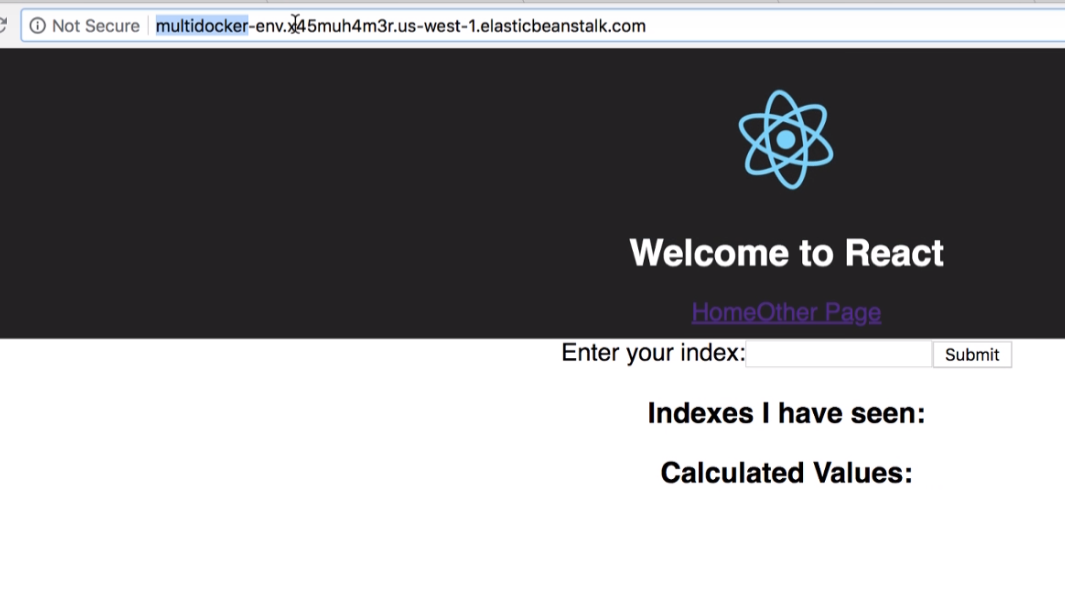 Not Secure multidocker-env.x45muh4m3r.us-west-1.elasticbeanstalk.com
Welcome to React
HomeOther Page
Enter your index: Submit
Indexes I have seen:
Calculated Values: